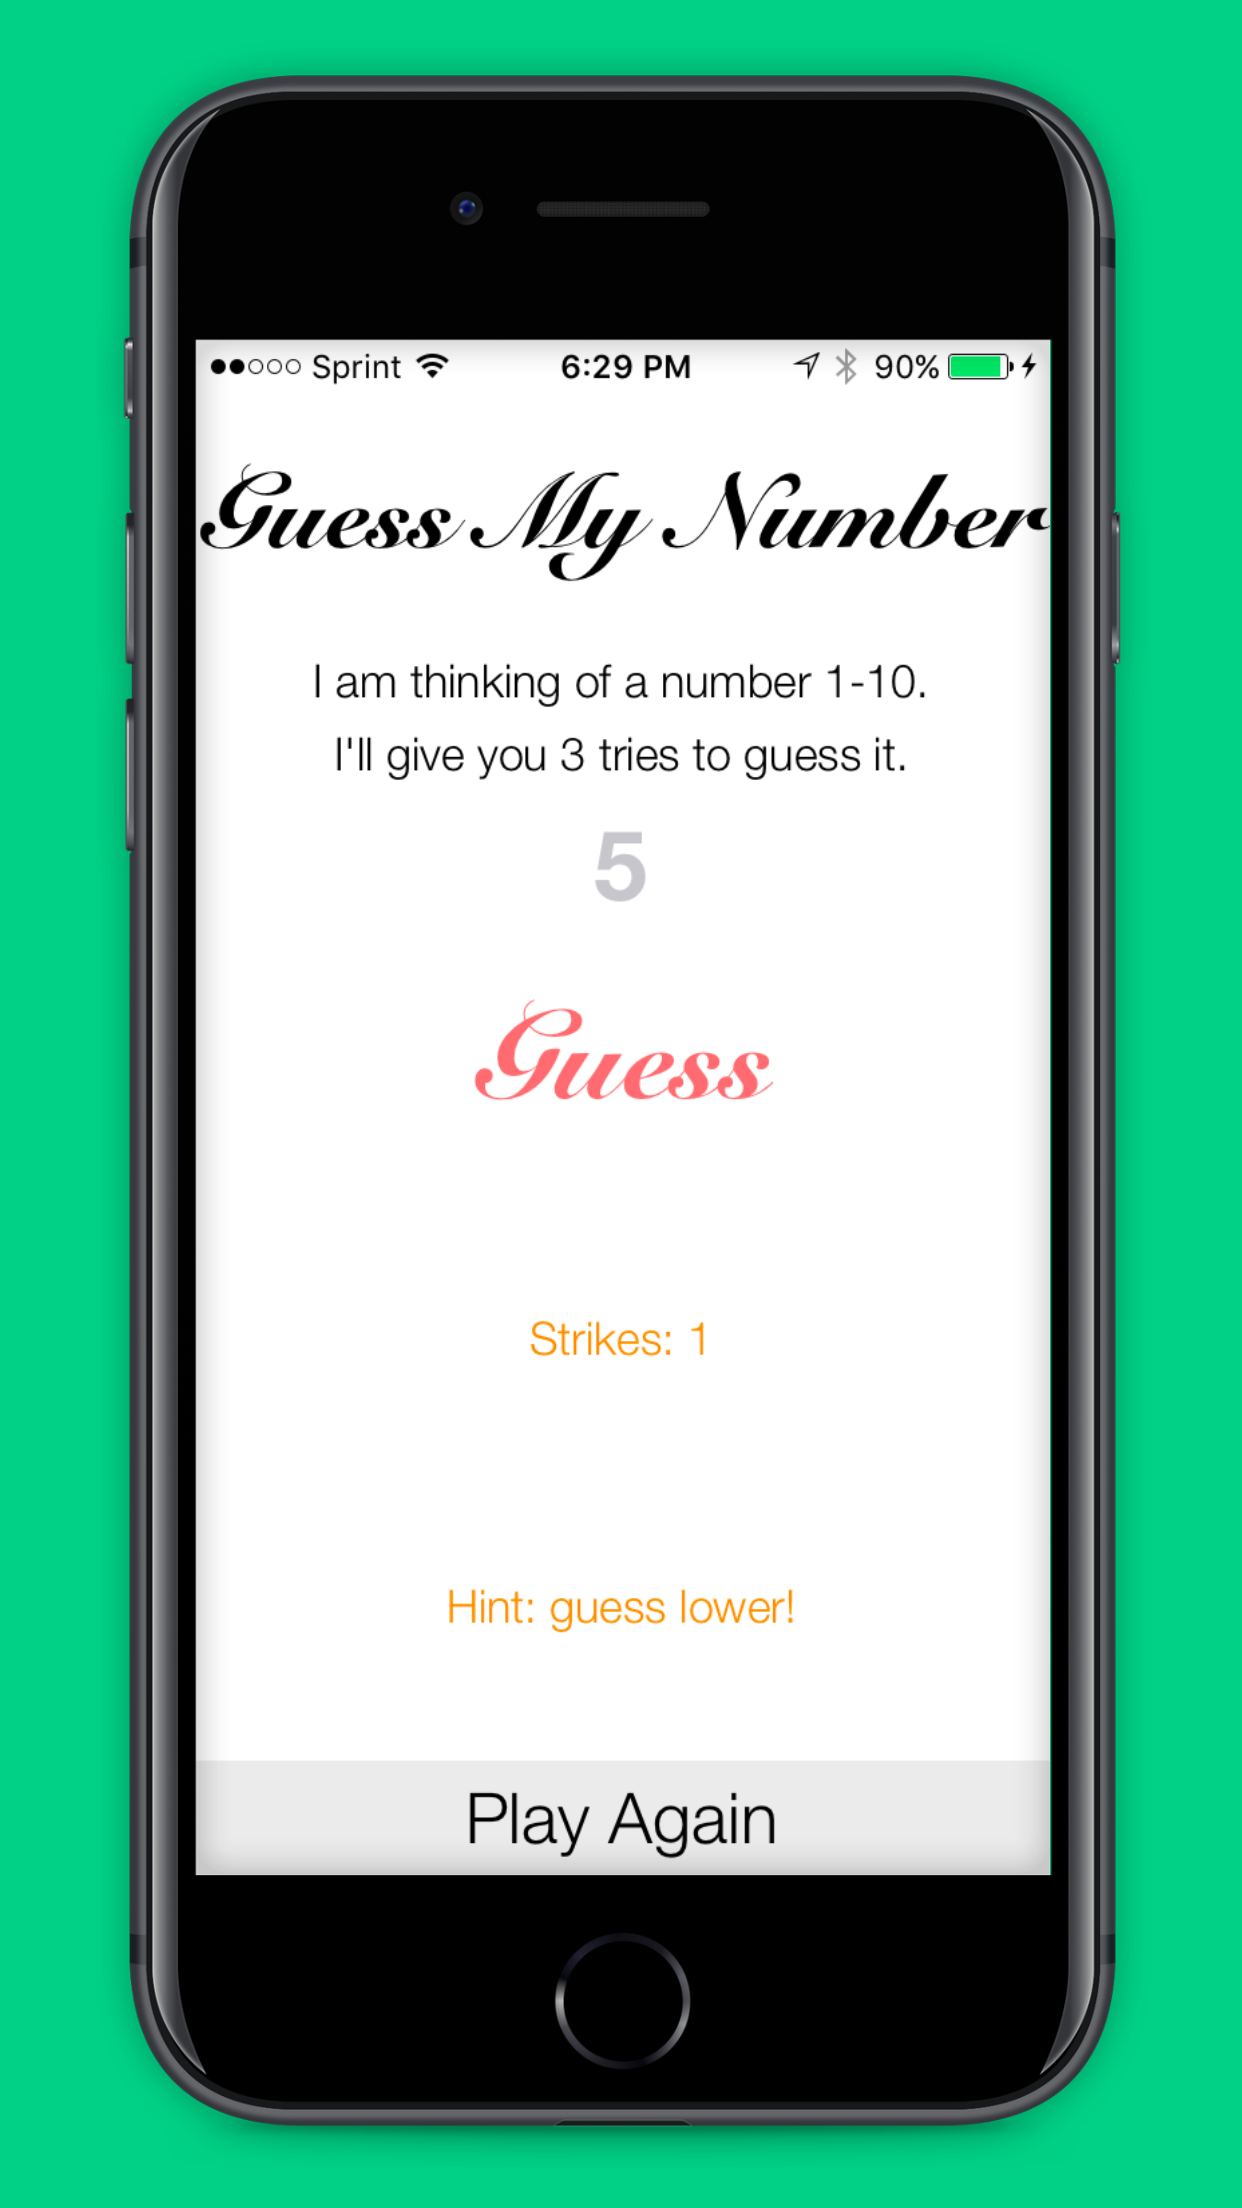 Sprint 6:29 PM 90%
Guess My Number
I am thinking of a number 1-10.
I'll give you 3 tries to guess it.
5
Guess
Strikes: 1
Hint: guess lower!
Play Again